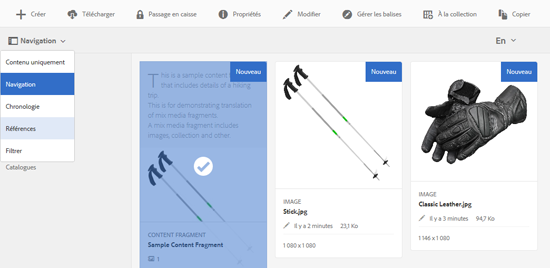 Créer Télécharger Passage en caisse Propriétés Modifier Gérer les balises À la collection Copier
Navigation
En
Contenu uniquement
Navigation
Chronologie
Références
Filtrer
Catalogues
Nouveau
This is a sample content
that includes details of a hiking
trip.
This is for demonstrating translation
of mix media fragments.
A mix media fragment includes
images, collection and other.
CONTENT FRAGMENT
Sample Content Fragment
1
Nouveau
IMAGE
Stick.jpg
Il y a 2 minutes 23,1 Ko
1 080 x 1 080
Nouveau
IMAGE
Classic Leather.jpg
Il y a 3 minutes 94,7 Ko
1 146 x 1 080